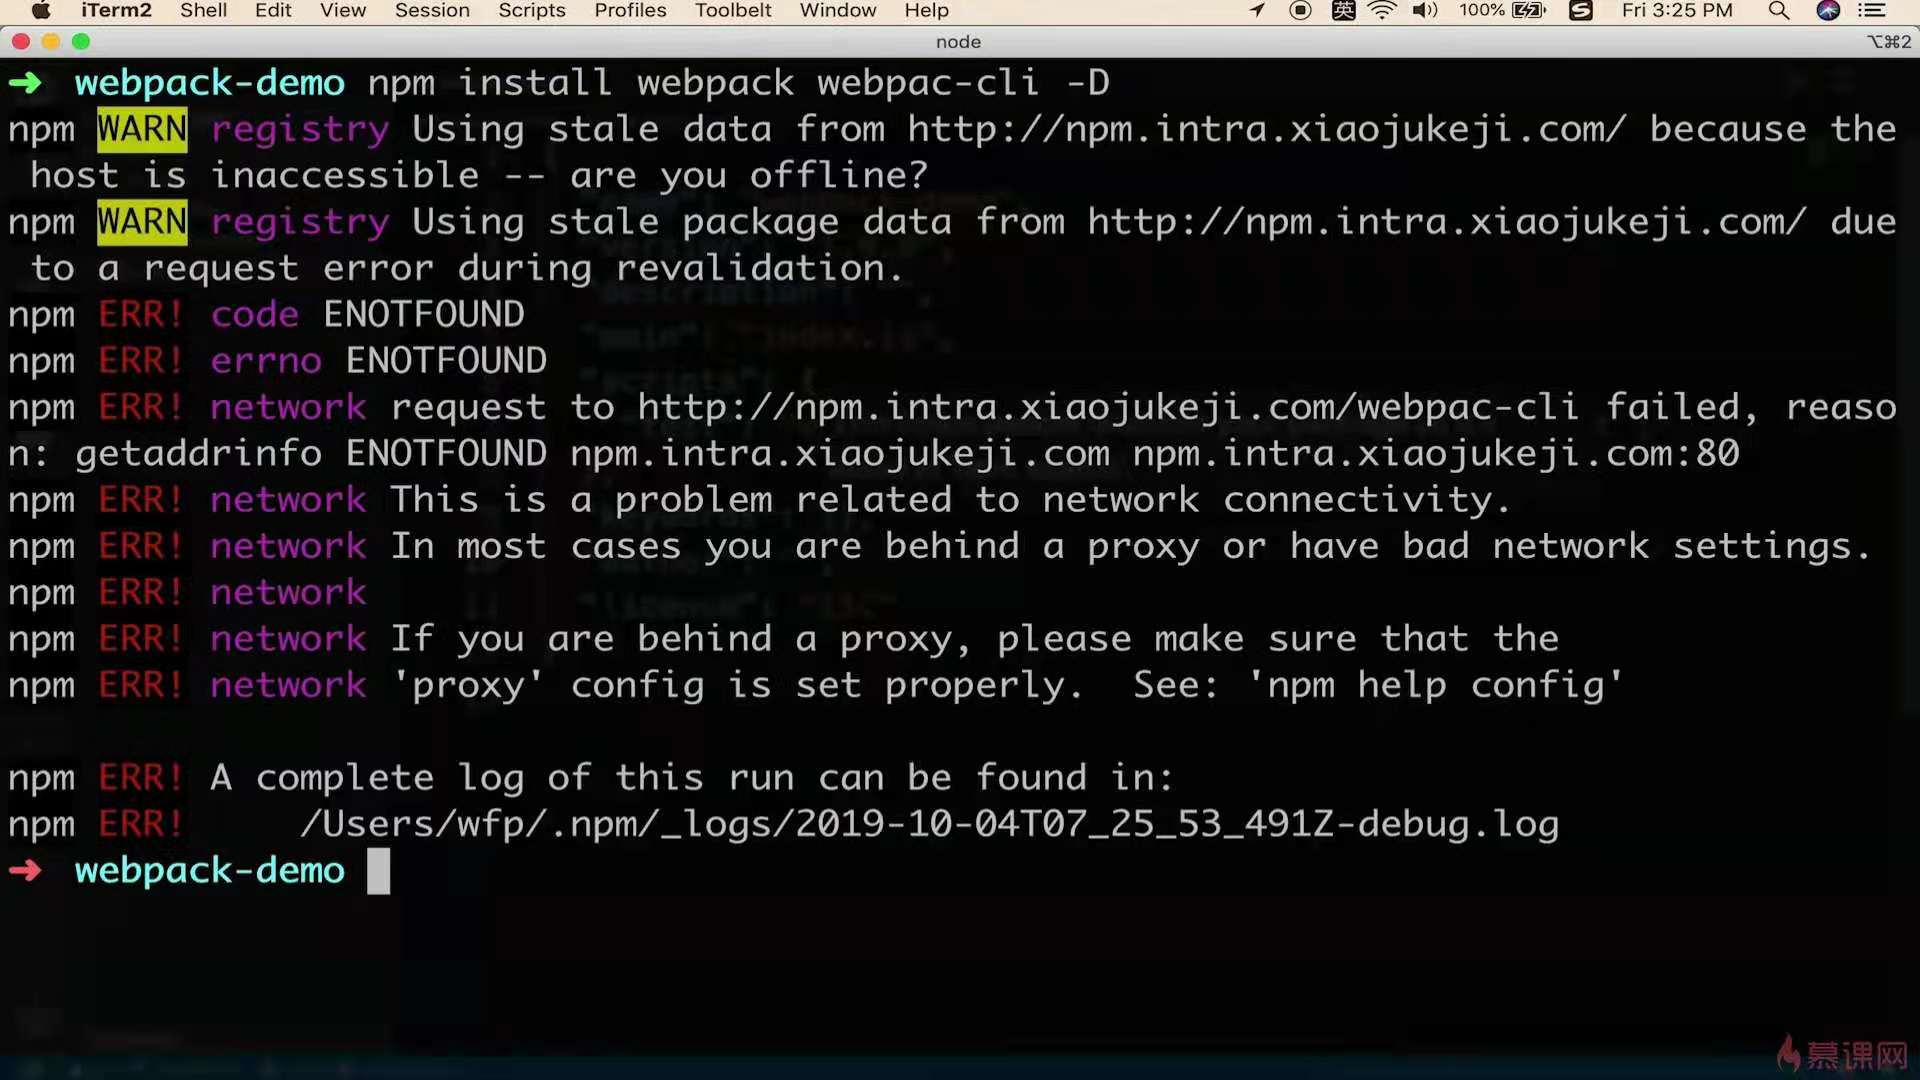 iTerm2 Shell Edit View Session Scripts Profiles Toolbelt Window Help 英 100% S Fri 3:25 PM
node ⌥⌘2
➜ webpack-demo npm install webpack webpac-cli -D
npm WARN registry Using stale data from http://npm.intra.xiaojukeji.com/ because the
host is inaccessible -- are you offline?
npm WARN registry Using stale package data from http://npm.intra.xiaojukeji.com/ due
to a request error during revalidation.
npm ERR! code ENOTFOUND
npm ERR! errno ENOTFOUND
npm ERR! network request to http://npm.intra.xiaojukeji.com/webpac-cli failed, reaso
n: getaddrinfo ENOTFOUND npm.intra.xiaojukeji.com npm.intra.xiaojukeji.com:80
npm ERR! network This is a problem related to network connectivity.
npm ERR! network In most cases you are behind a proxy or have bad network settings.
npm ERR! network
npm ERR! network If you are behind a proxy, please make sure that the
npm ERR! network 'proxy' config is set properly.  See: 'npm help config'
npm ERR! A complete log of this run can be found in:
npm ERR!     /Users/wfp/.npm/_logs/2019-10-04T07_25_53_491Z-debug.log
➜ webpack-demo
慕课网